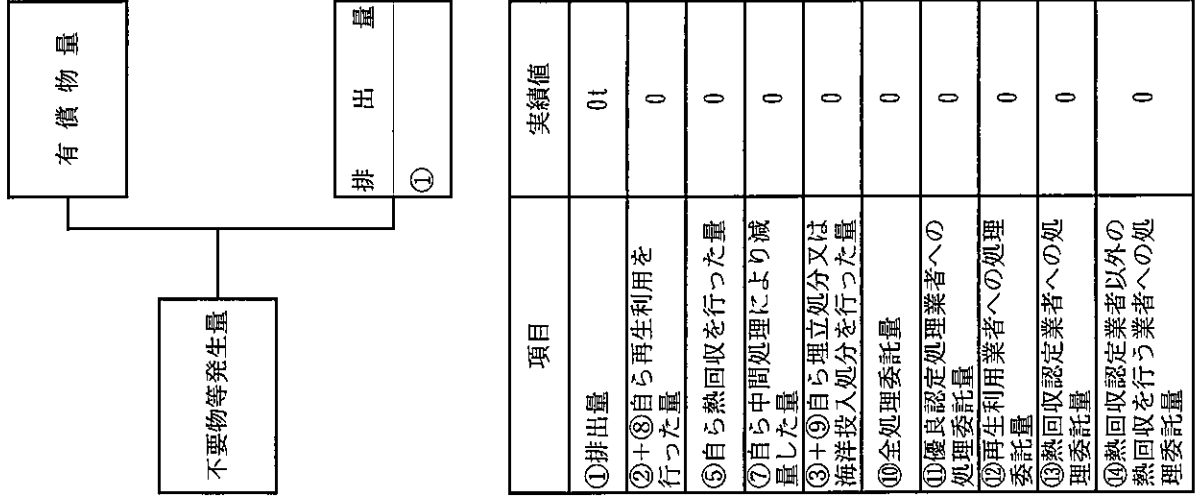 不要物等発生量
有償物量
排出量
①
項目 実績値
①排出量 0t
②+⑧自ら再生利用を
行った量 0
⑤自ら熱回収を行った量 0
⑦自ら中間処理により減
量した量 0
③+⑨自ら埋立処分又は
海洋投入処分を行った量 0
⑩全処理委託量 0
⑪優良認定処理業者への
処理委託量 0
⑫再生利用業者への処理
委託量 0
⑬熱回収認定業者への処
理委託量 0
⑭熱回収認定業者以外の
熱回収を行う業者への処
理委託量 0